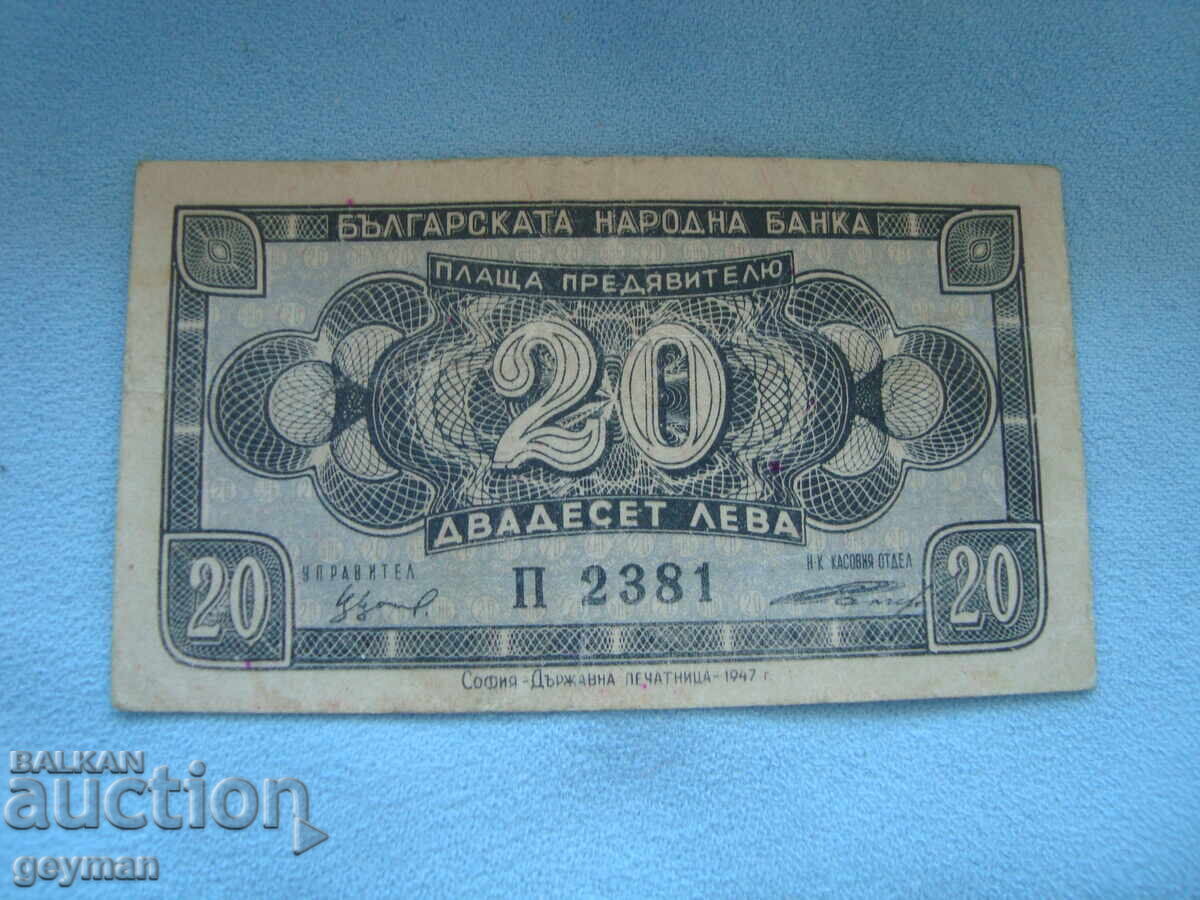 БЪЛГАРСКАТА НАРОДНА БАНКА
ПЛАЩА ПРЕДЯВИТЕЛЮ
20
ДВАДЕСЕТ ЛЕВА
УПРАВИТЕЛ
Н-К КАСОВИЯ ОТДЕЛ
20
П 2381
20
СОФИЯ - ДЪРЖАВНА ПЕЧАТНИЦА - 1947 г.
BALKAN
auction
geyman